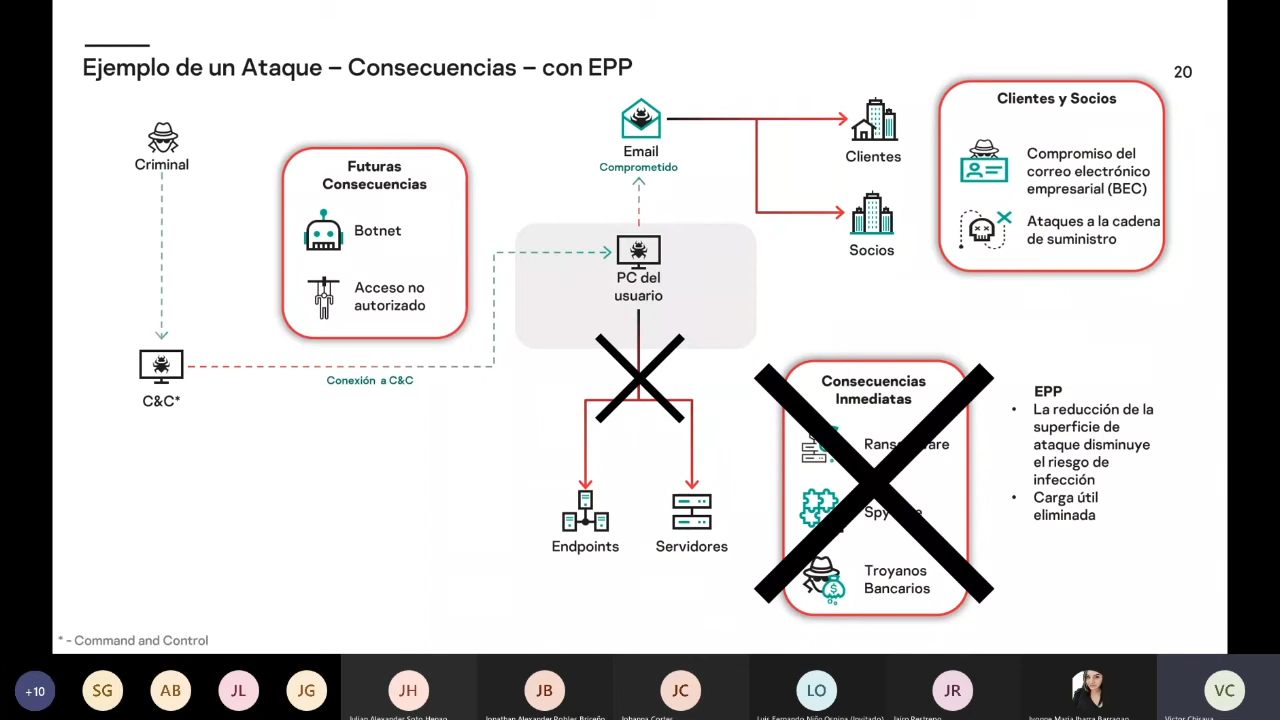 Ejemplo de un Ataque – Consecuencias – con EPP
20
Criminal
Futuras
Consecuencias
Botnet
Acceso no
autorizado
Email
Comprometido
Clientes
Socios
Clientes y Socios
Compromiso del
correo electrónico
empresarial (BEC)
Ataques a la cadena
de suministro
PC del
usuario
C&C*
Conexión a C&C
Endpoints
Servidores
Consecuencias
Inmediatas
Troyanos
Bancarios
EPP
• La reducción de la
superficie de
ataque disminuye
el riesgo de
infección
• Carga útil
eliminada
* - Command and Control
+10
SG
AB
JL
JG
JH
JB
JC
LO
JR
VC